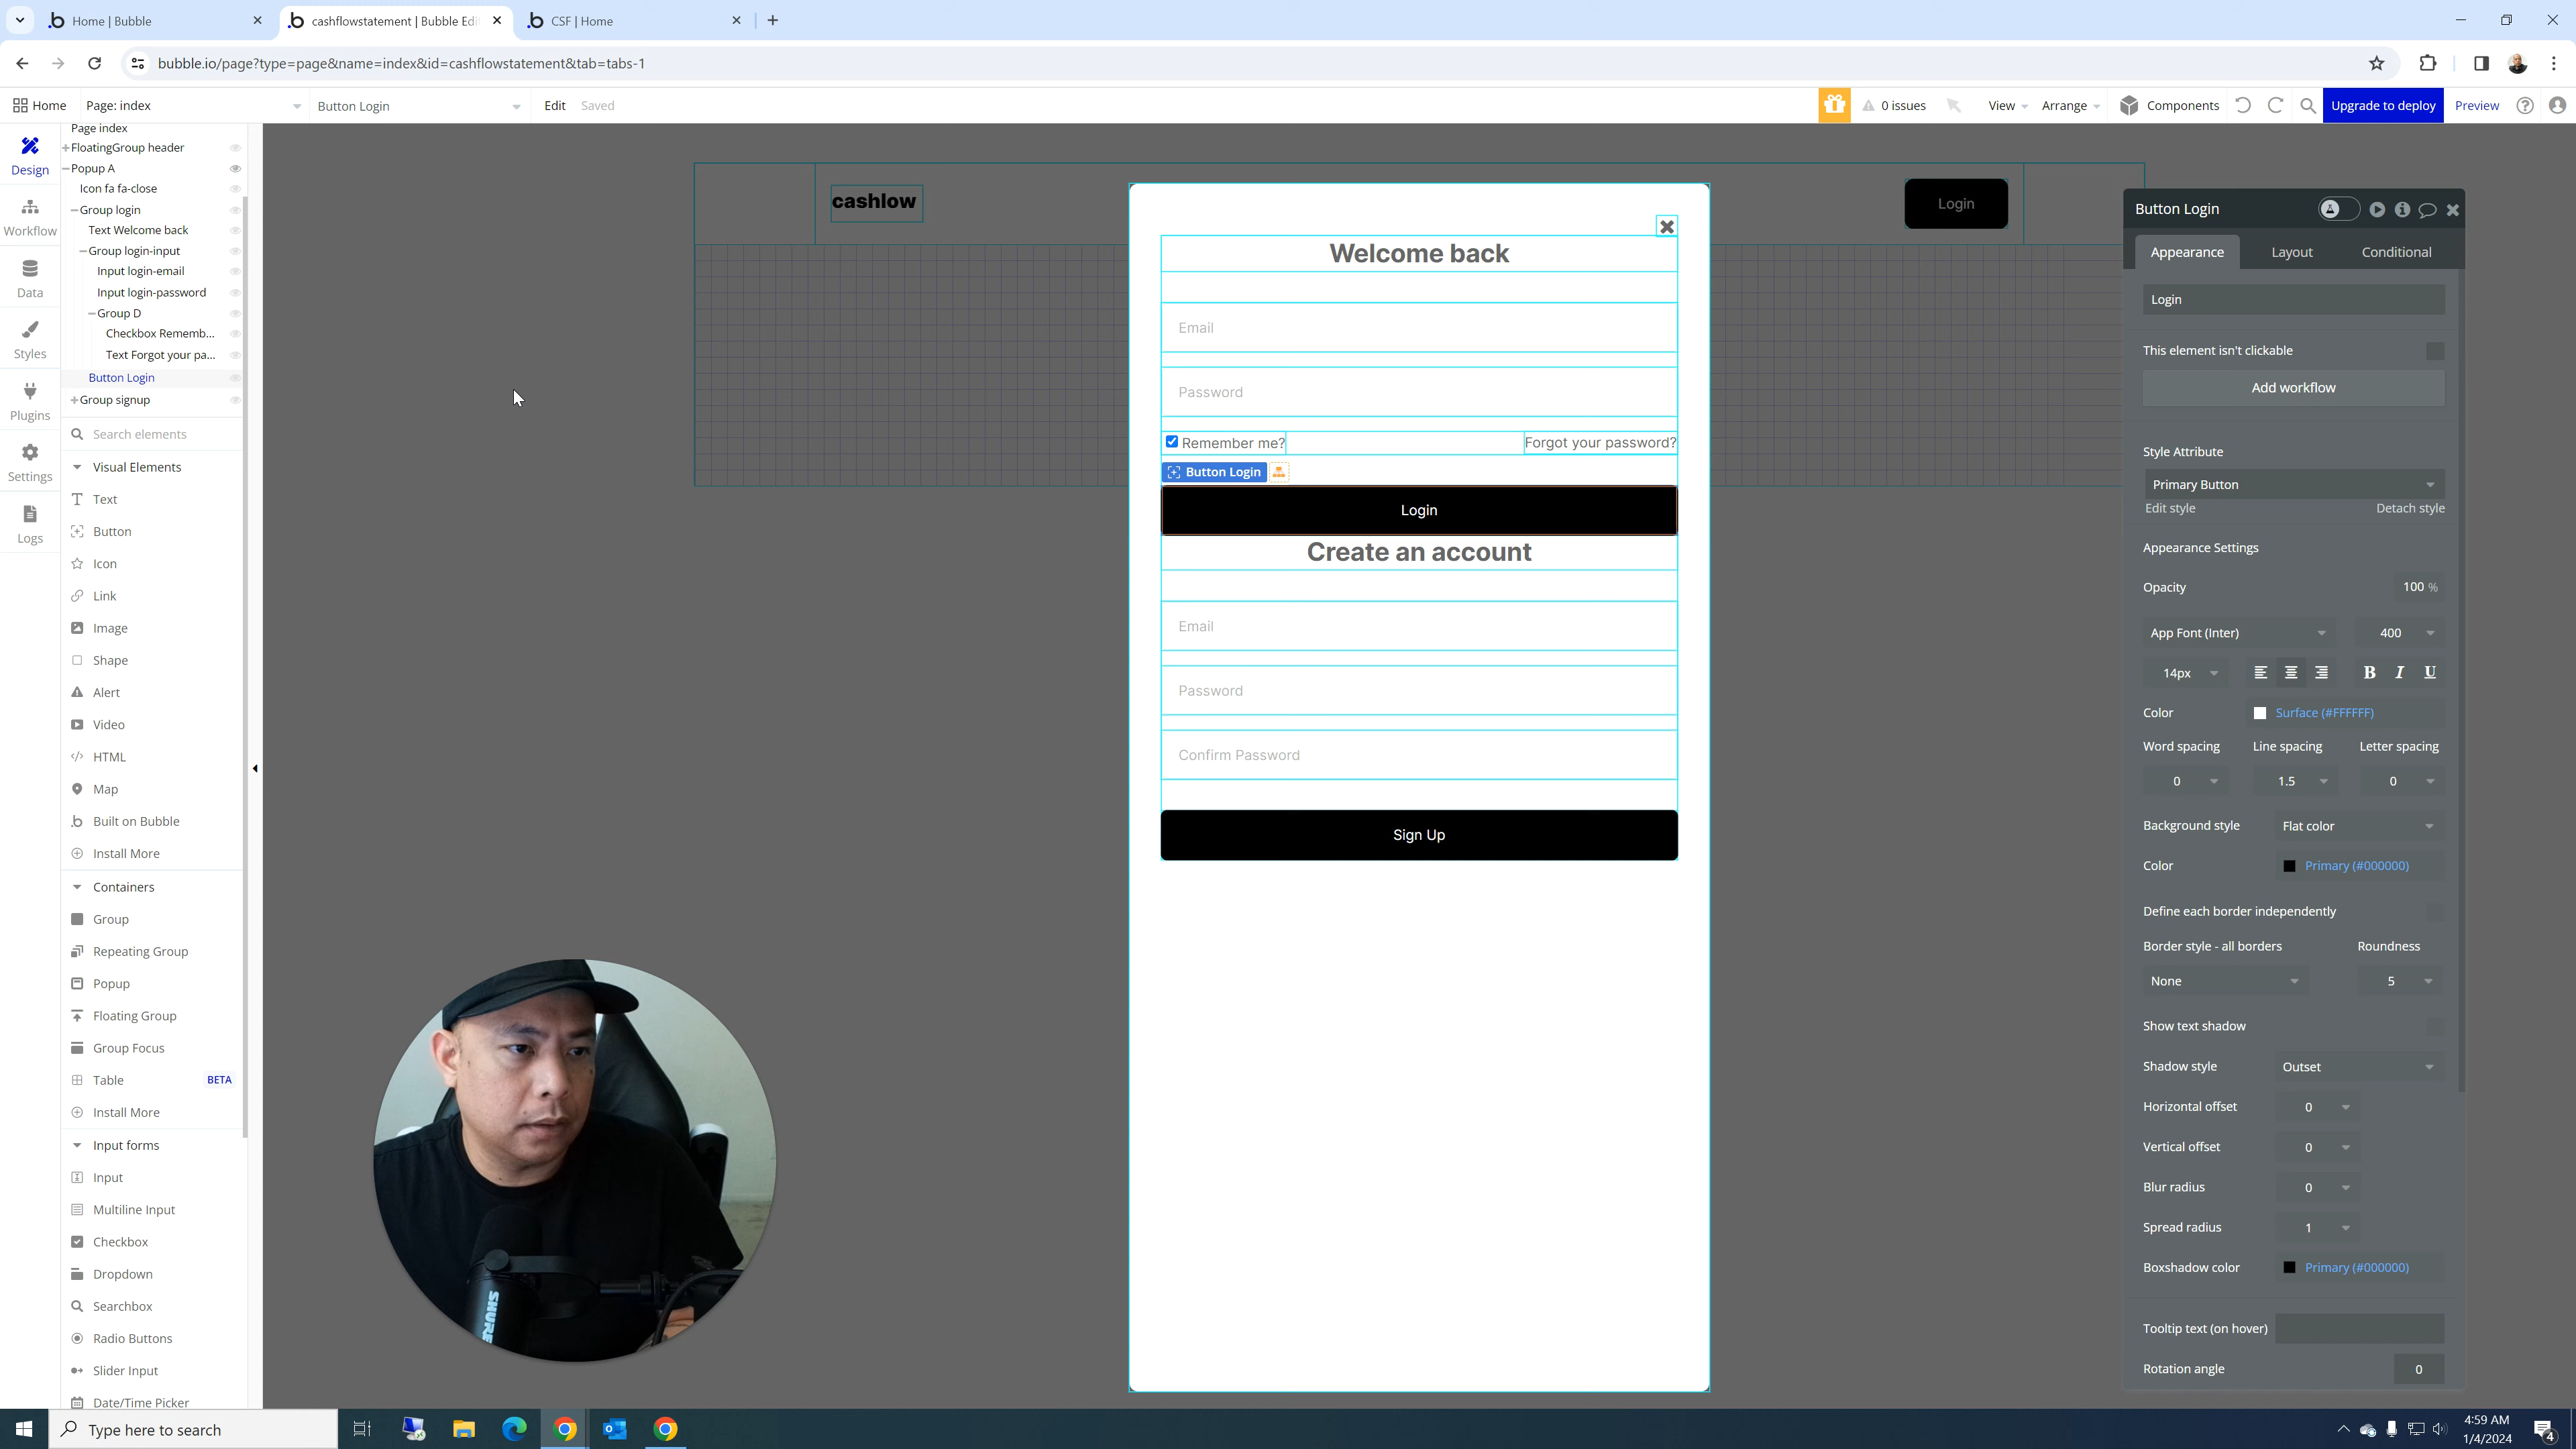 Home | Bubble
cashflowstatement | Bubble Edi
CSF | Home
bubble.io/page?type=page&name=index&id=cashflowstatement&tab=tabs-1
Home
Page: index
Button Login
Edit
Saved
0 issues
View
Arrange
Components
Upgrade to deploy
Preview
Design
Workflow
Data
Styles
Plugins
Settings
Logs
Page index
FloatingGroup header
Popup A
Icon fa fa-close
Group login
Text Welcome back
Group login-input
Input login-email
Input login-password
Group D
Checkbox Rememb...
Text Forgot your pa...
Button Login
Group signup
Search elements
Visual Elements
Text
Button
Icon
Link
Image
Shape
Alert
Video
HTML
Map
Built on Bubble
Install More
Containers
Group
Repeating Group
Popup
Floating Group
Group Focus
Table BETA
Install More
Input forms
Input
Multiline Input
Checkbox
Dropdown
Searchbox
Radio Buttons
Slider Input
Date/Time Picker
cashlow
Login
Welcome back
Email
Password
Remember me?
Forgot your password?
Button Login
Login
Create an account
Email
Password
Confirm Password
Sign Up
SHURE
Button Login
Appearance
Layout
Conditional
Login
This element isn't clickable
Add workflow
Style Attribute
Primary Button
Edit style
Detach style
Appearance Settings
Opacity
100 %
App Font (Inter)
400
14px
B I U
Color
Surface (#FFFFFF)
Word spacing
Line spacing
Letter spacing
0
1.5
0
Background style
Flat color
Color
Primary (#000000)
Define each border independently
Border style - all borders
Roundness
None
5
Show text shadow
Shadow style
Outset
Horizontal offset
0
Vertical offset
0
Blur radius
0
Spread radius
1
Boxshadow color
Primary (#000000)
Tooltip text (on hover)
Rotation angle
0
Type here to search
4:59 AM
1/4/2024
4